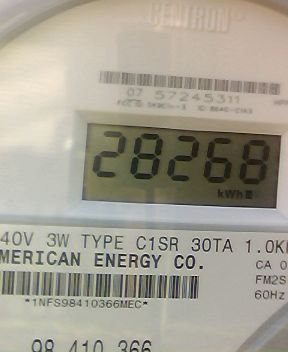 CENTRON®
07 57245311
28268
kWh
40V 3W TYPE C1SR 30TA 1.0K
MERICAN ENERGY CO.
CA 0
FM2S
*1NFS98410366MEC*
60Hz
98 410 366